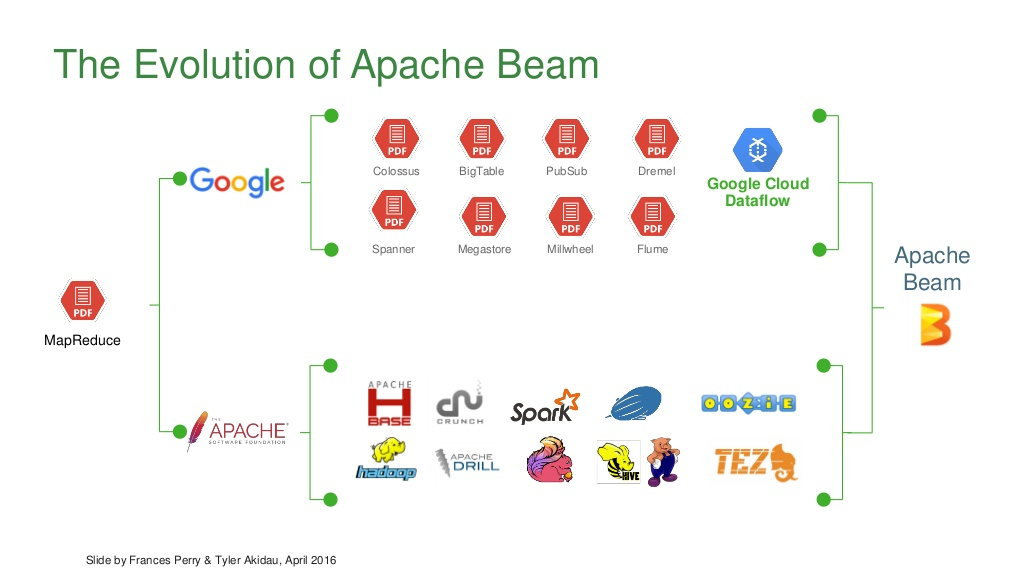 The Evolution of Apache Beam
PDF
PDF
PDF
PDF
Colossus
BigTable
PubSub
Dremel
Google
Google Cloud
Dataflow
PDF
PDF
PDF
PDF
Spanner
Megastore
Millwheel
Flume
Apache
Beam
PDF
MapReduce
THE
APACHE
SOFTWARE FOUNDATION
APACHE
H
BASE
CRUNCH
Spark
OOZIE
hadoop
APACHE
DRILL
HIVE
TEZ
Slide by Frances Perry & Tyler Akidau, April 2016